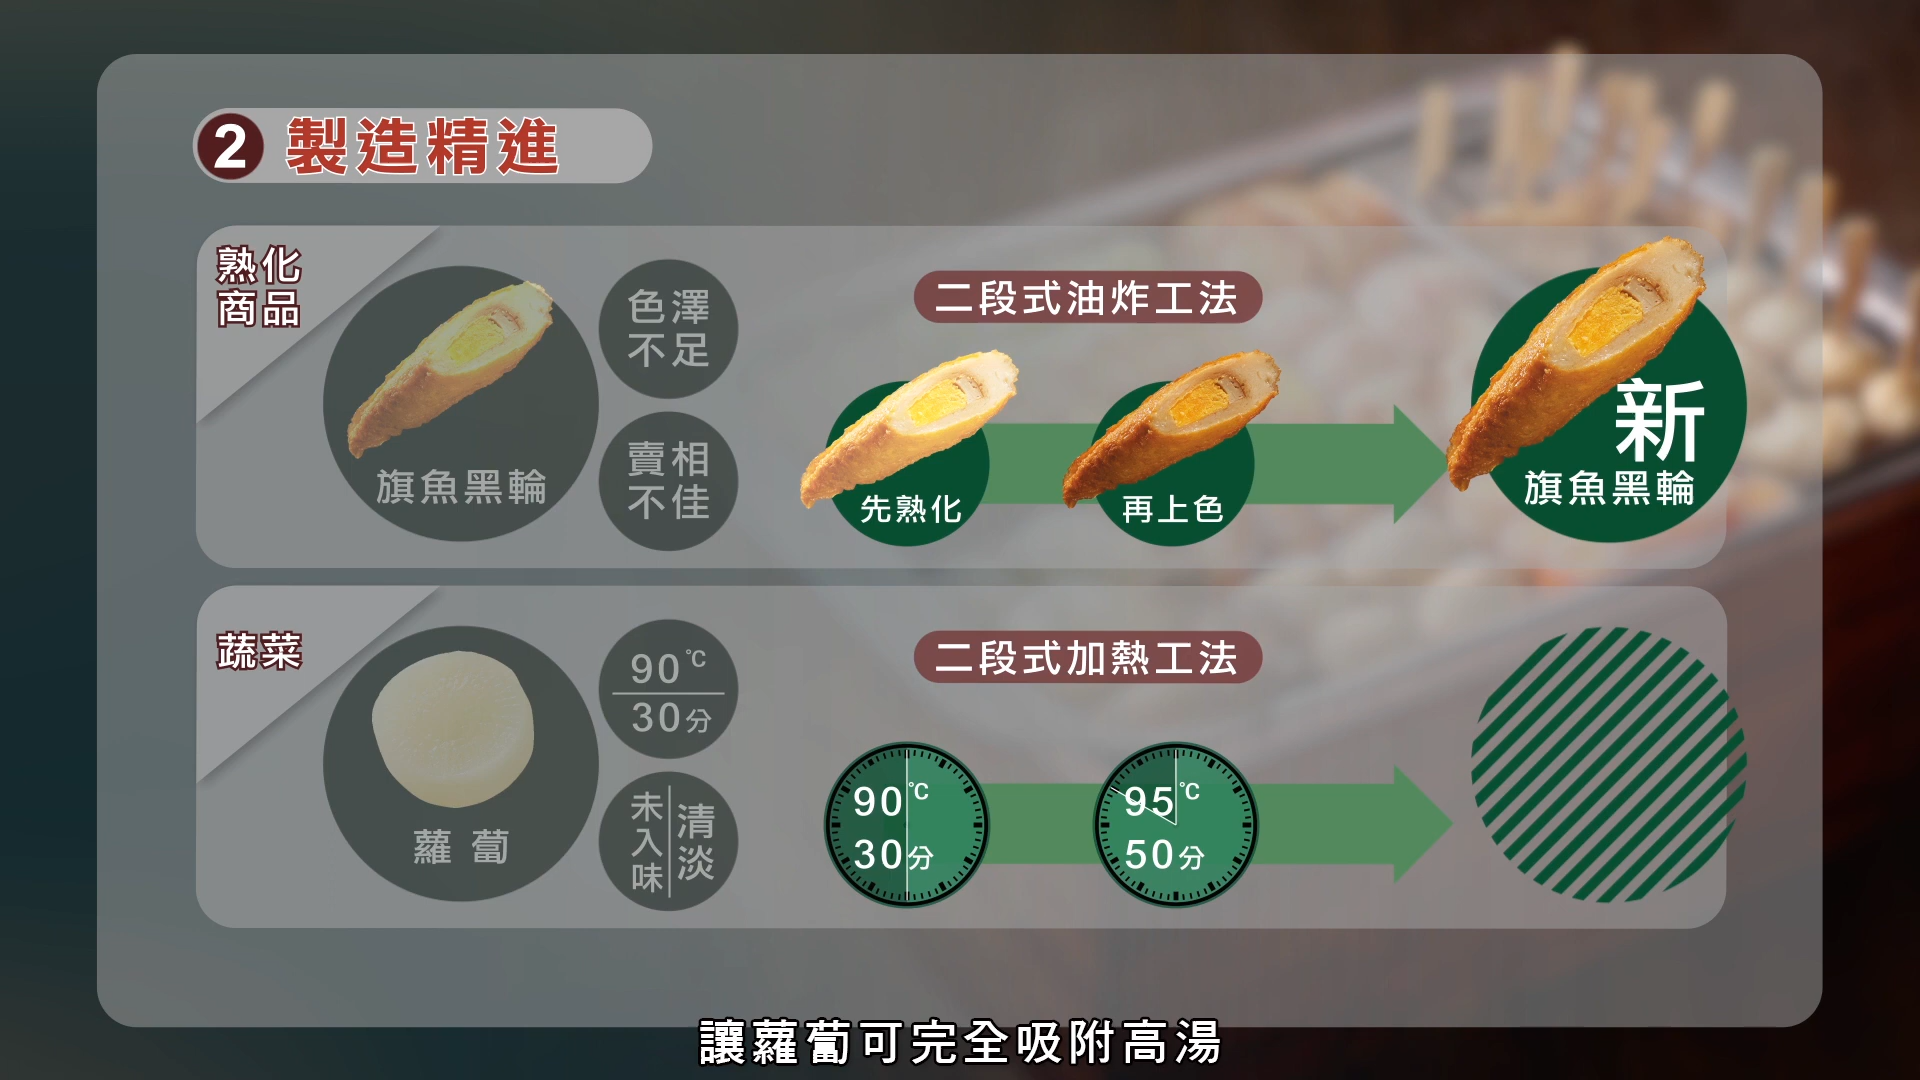 2 製造精進
熟化
商品
旗魚黑輪
色澤
不足
賣相
不佳
二段式油炸工法
先熟化
再上色
新
旗魚黑輪
蔬菜
蘿蔔
90°C
30分
未入味
清淡
二段式加熱工法
90°C
30分
95°C
50分
讓蘿蔔可完全吸附高湯